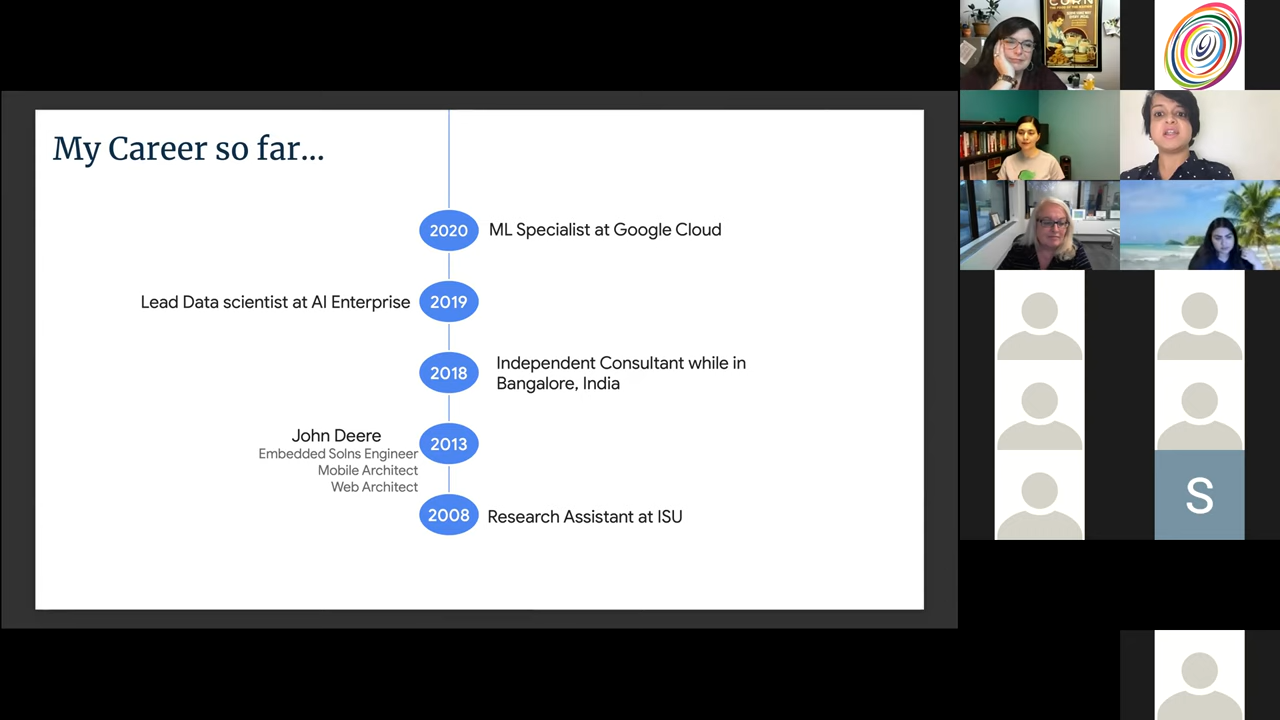 My Career so far...
2020
ML Specialist at Google Cloud
Lead Data scientist at AI Enterprise
2019
2018
Independent Consultant while in
Bangalore, India
John Deere
Embedded Solns Engineer
Mobile Architect
Web Architect
2013
2008
Research Assistant at ISU
CORN
S